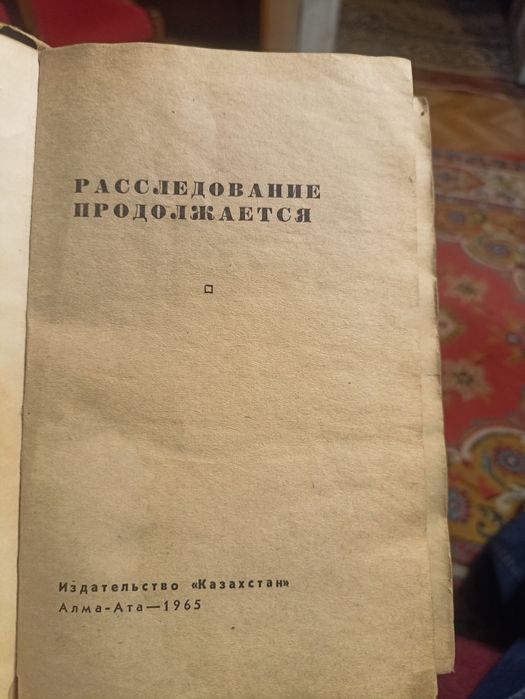 РАССЛЕДОВАНИЕ
ПРОДОЛЖАЕТСЯ
Издательство «Казахстан»
Алма-Ата—1965